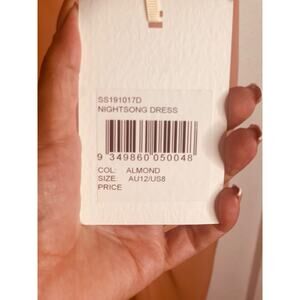 SS191017D
NIGHTSONG DRESS
9 349860 050048
COL: ALMOND
SIZE: AU12/US8
PRICE